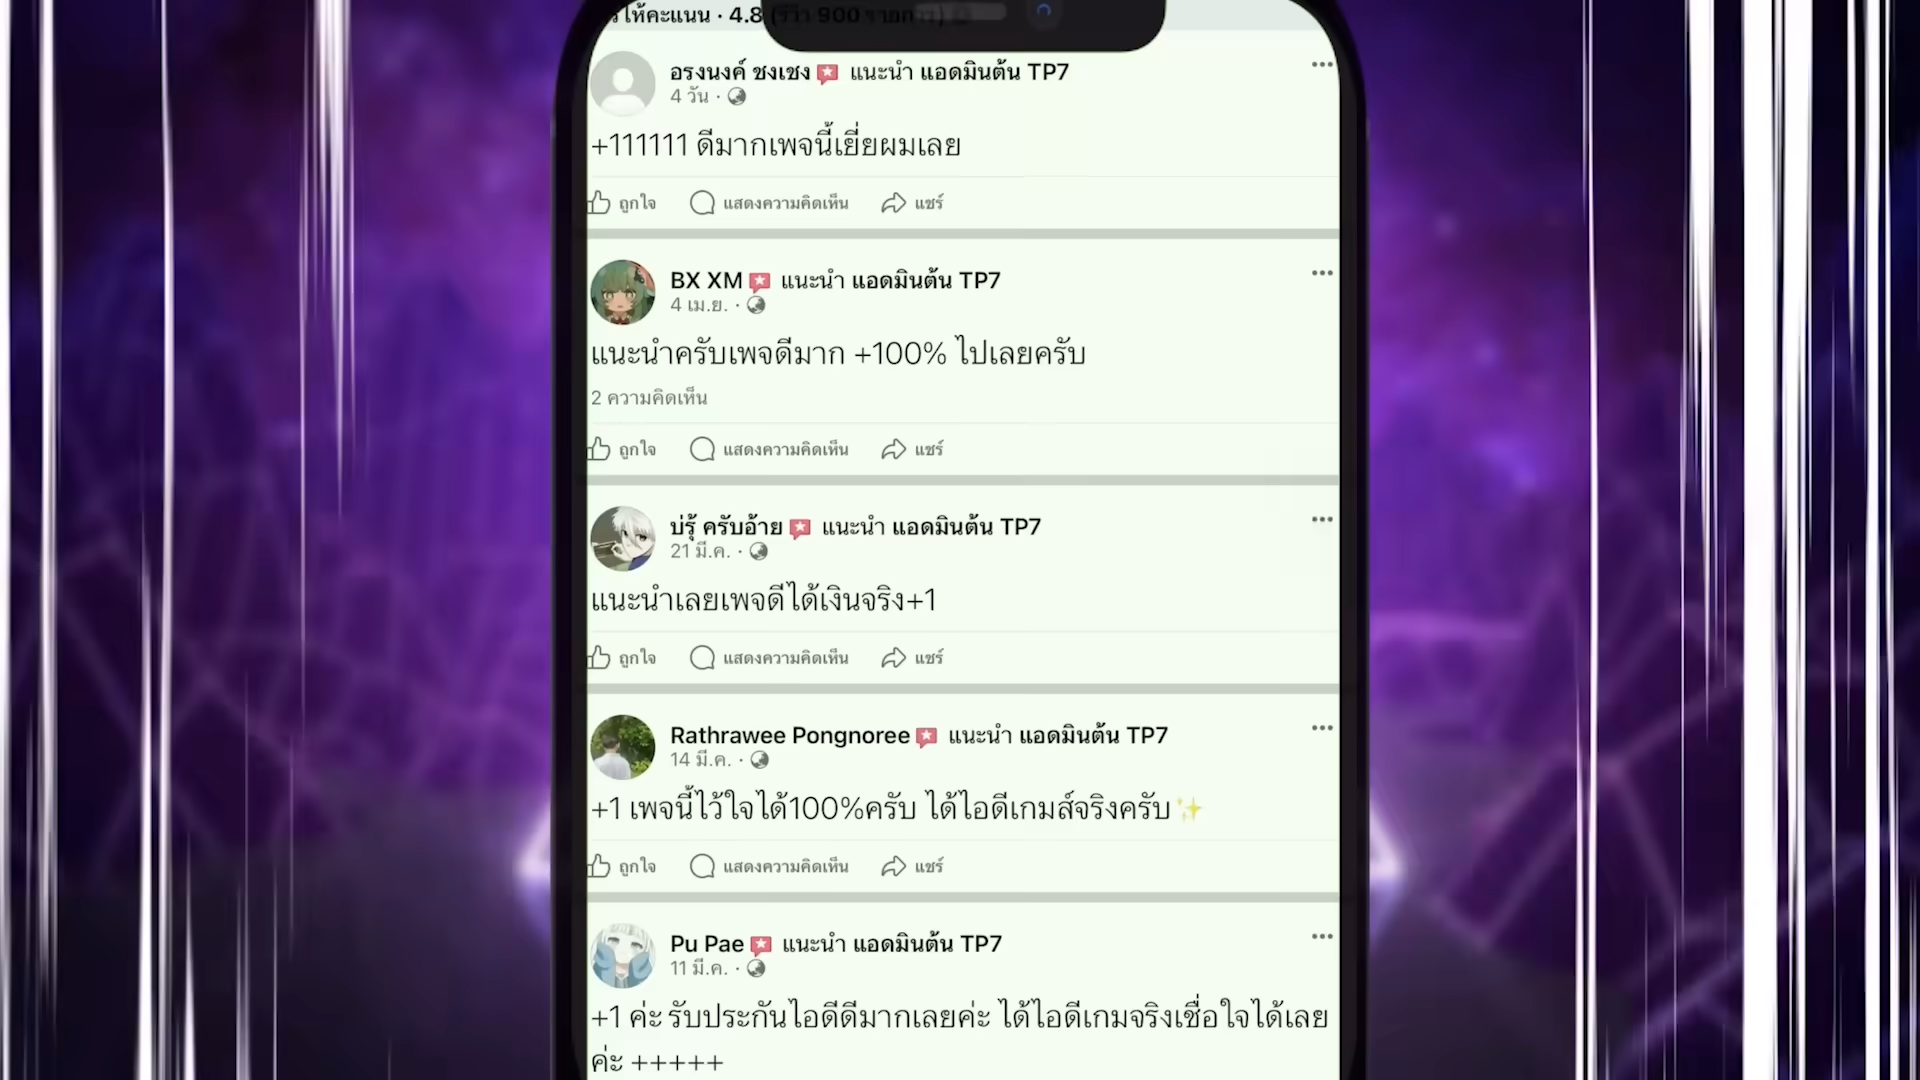 ให้คะแนน · 4.8 (รีวิว 900 รายการ)
อรงนงค์ ชงเชง แนะนำ แอดมินต้น TP7
4 วัน ·
+111111 ดีมากเพจนี้เยี่ยผมเลย
ถูกใจ แสดงความคิดเห็น แชร์
BX XM แนะนำ แอดมินต้น TP7
4 เม.ย. ·
แนะนำครับเพจดีมาก +100% ไปเลยครับ
2 ความคิดเห็น
ถูกใจ แสดงความคิดเห็น แชร์
บ่รุ้ ครับอ้าย แนะนำ แอดมินต้น TP7
21 มี.ค. ·
แนะนำเลยเพจดีได้เงินจริง+1
ถูกใจ แสดงความคิดเห็น แชร์
Rathrawee Pongnoree แนะนำ แอดมินต้น TP7
14 มี.ค. ·
+1 เพจนี้ไว้ใจได้100%ครับ ได้ไอดีเกมส์จริงครับ✨
ถูกใจ แสดงความคิดเห็น แชร์
Pu Pae แนะนำ แอดมินต้น TP7
11 มี.ค. ·
+1 ค่ะ รับประกันไอดีดีมากเลยค่ะ ได้ไอดีเกมจริงเชื่อใจได้เลย
ค่ะ +++++